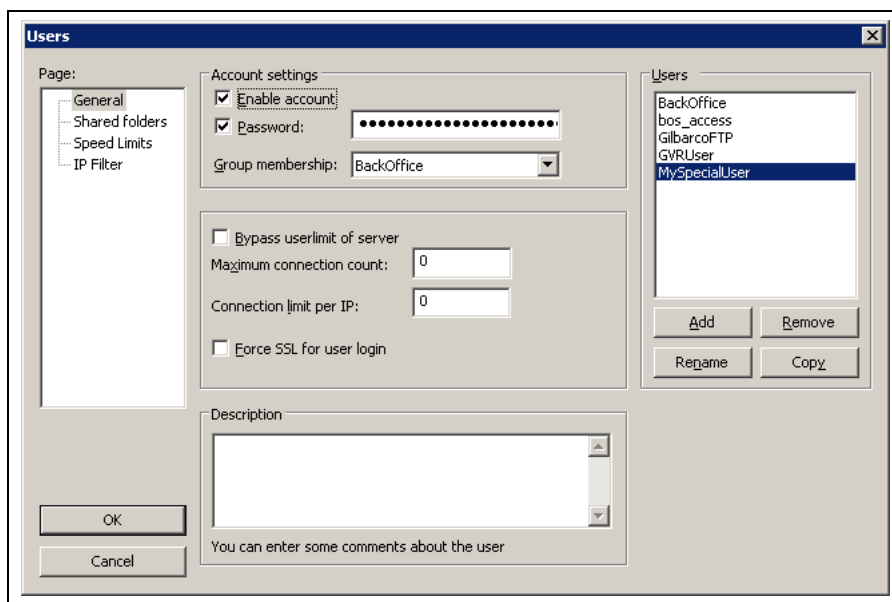 Users
Page:
General
Shared folders
Speed Limits
IP Filter
OK
Cancel
Account settings
Enable account
Password: ●●●●●●●●●●●●●●●●●●●●●●
Group membership: BackOffice
Bypass userlimit of server
Maximum connection count: 0
Connection limit per IP: 0
Force SSL for user login
Description
You can enter some comments about the user
Users
BackOffice
bos_access
GilbarcoFTP
GVRUser
MySpecialUser
Add Remove
Rename Copy